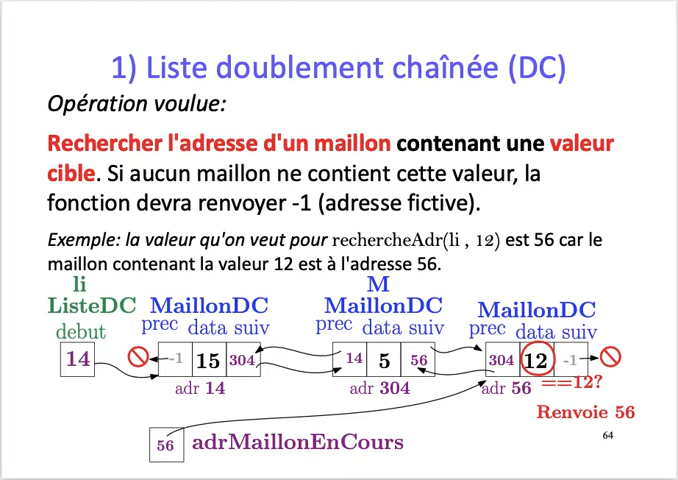 1) Liste doublement chaînée (DC)
Opération voulue:
Rechercher l'adresse d'un maillon contenant une valeur
cible. Si aucun maillon ne contient cette valeur, la
fonction devra renvoyer -1 (adresse fictive).
Exemple: la valeur qu'on veut pour rechercheAdr(li , 12) est 56 car le
maillon contenant la valeur 12 est à l'adresse 56.
li
ListeDC
debut
14
MaillonDC
prec data suiv
-1 15 304
adr 14
M
MaillonDC
prec data suiv
14 5 56
adr 304
MaillonDC
prec data suiv
304 12 -1
adr 56 ==12?
Renvoie 56
56 adrMaillonEnCours
64